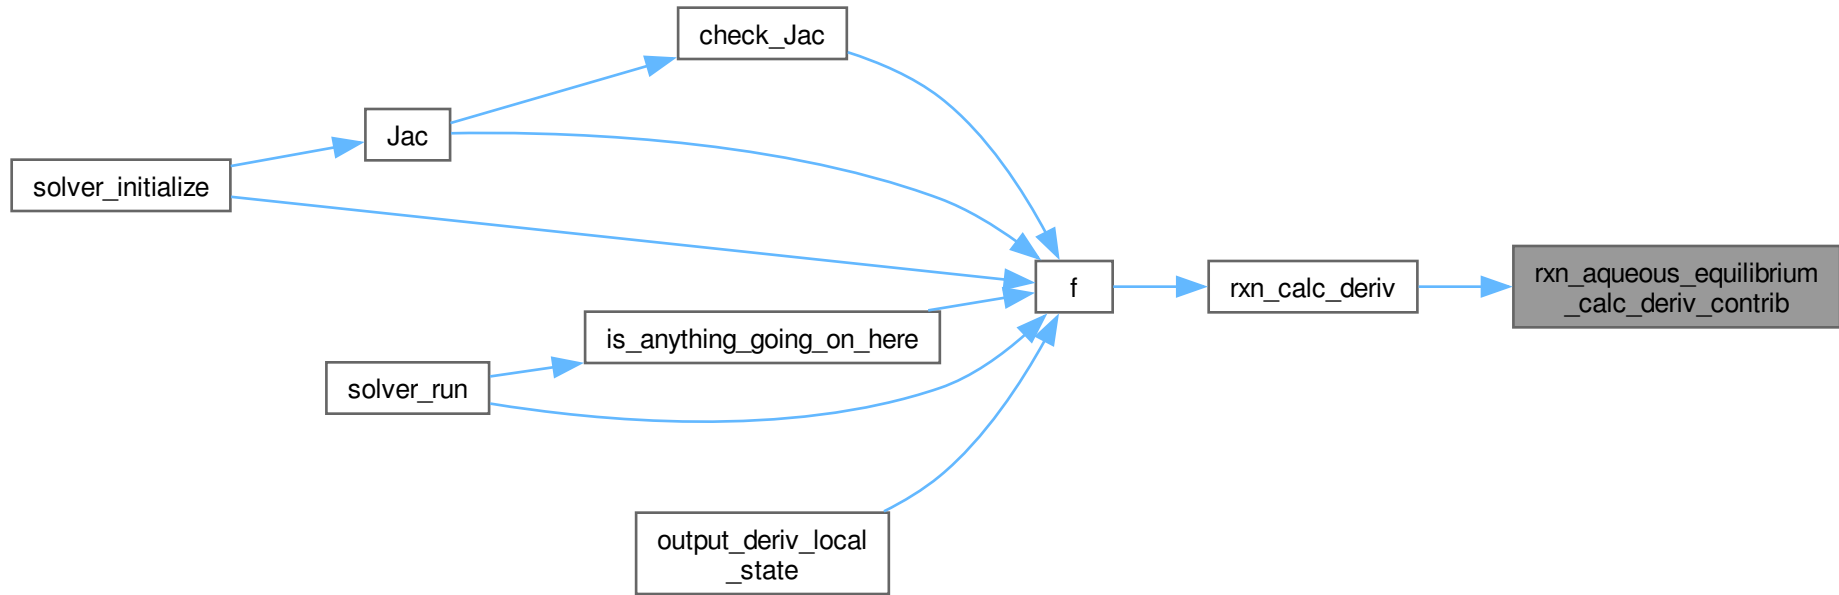 check_Jac
Jac
solver_initialize
rxn_aqueous_equilibrium
_calc_deriv_contrib
f
rxn_calc_deriv
is_anything_going_on_here
solver_run
output_deriv_local
_state